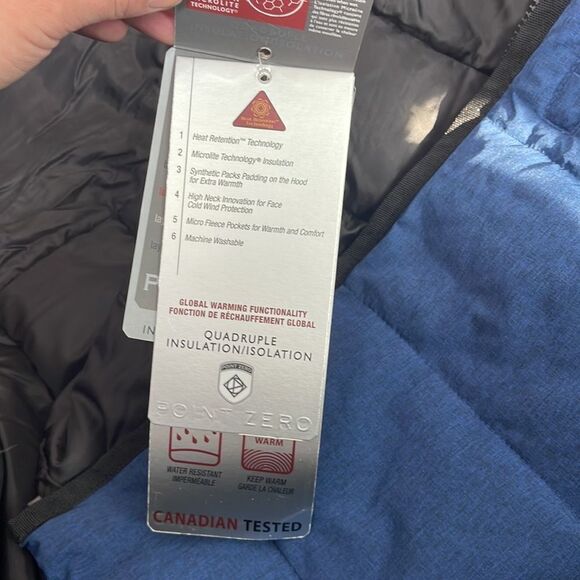 MICROLITE
TECHNOLOGY™
Heat Retention™
Technology
1 Heat Retention™ Technology
2 Microlite Technology® Insulation
3 Synthetic Packs Padding on the Hood
for Extra Warmth
4 High Neck Innovation for Face
Cold Wind Protection
5 Micro Fleece Pockets for Warmth and Comfort
6 Machine Washable
GLOBAL WARMING FUNCTIONALITY
FONCTION DE RÉCHAUFFEMENT GLOBAL
QUADRUPLE
INSULATION/ISOLATION
POINT ZERO
POINT ZERO
WARM
WATER RESISTANT
IMPERMÉABLE
KEEP WARM
GARDE LA CHALEUR
CANADIAN TESTED